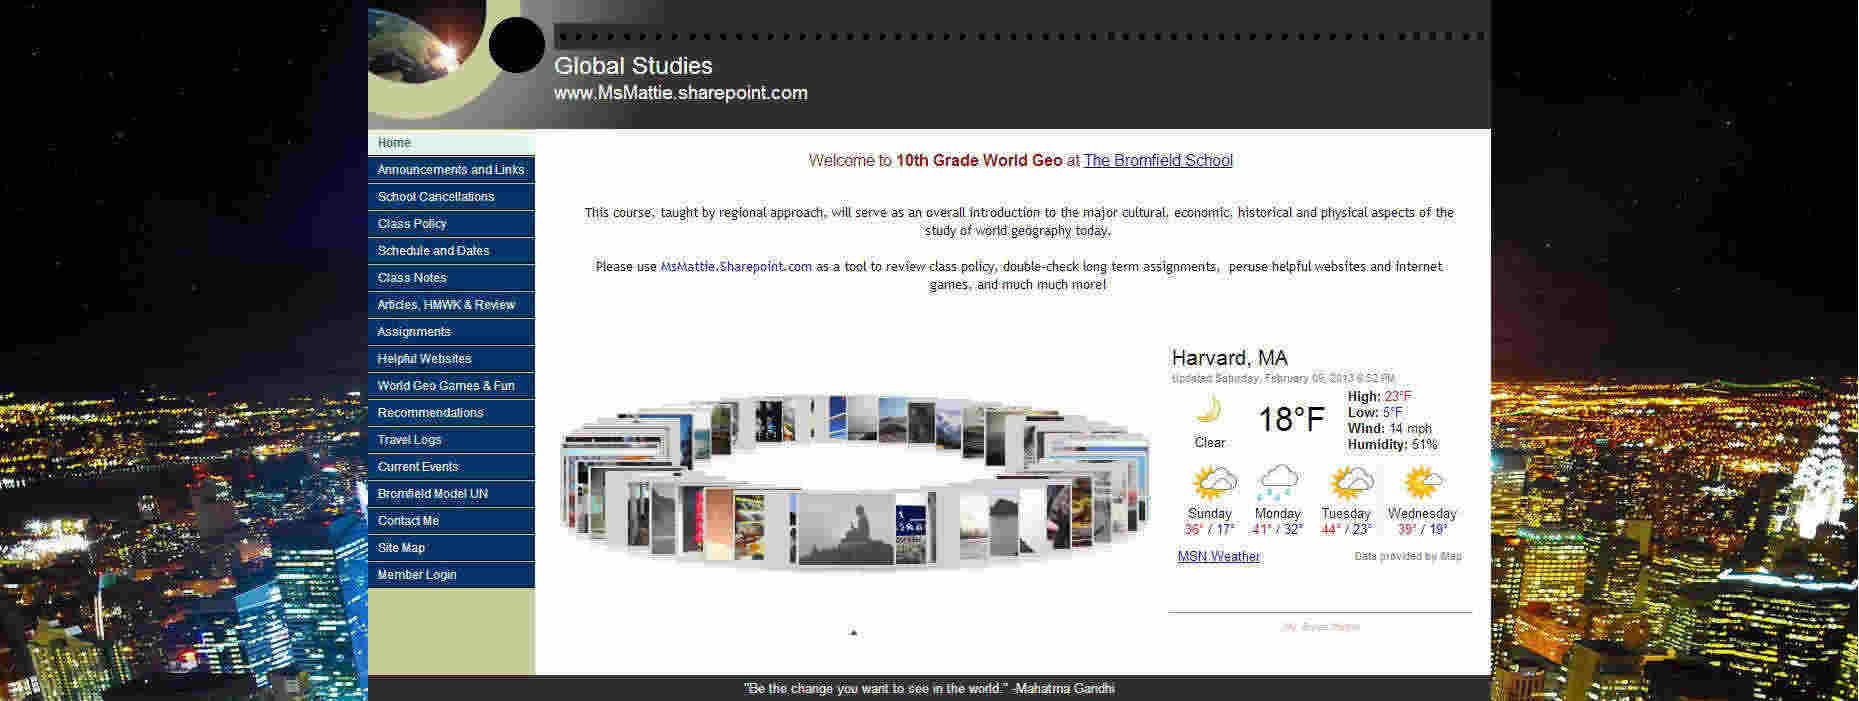 Global Studies
www.MsMattie.sharepoint.com
Home
Announcements and Links
School Cancellations
Class Policy
Schedule and Dates
Class Notes
Articles, HMWK & Review
Assignments
Helpful Websites
World Geo Games & Fun
Recommendations
Travel Logs
Current Events
Bromfield Model UN
Contact Me
Site Map
Member Login
Welcome to 10th Grade World Geo at The Bromfield School
This course, taught by regional approach, will serve as an overall introduction to the major cultural, economic, historical and physical aspects of the
study of world geography today.
Please use MsMattie.Sharepoint.com as a tool to review class policy, double-check long term assignments, peruse helpful websites and internet
games, and much much more!
Harvard, MA
Updated Saturday, February 09, 2013 6:52 PM
Clear
18°F
High: 23°F
Low: 5°F
Wind: 14 mph
Humidity: 51%
Sunday Monday Tuesday Wednesday
36° / 17° 41° / 32° 44° / 23° 39° / 19°
MSN Weather Data provided by iMap
"Be the change you want to see in the world." -Mahatma Gandhi